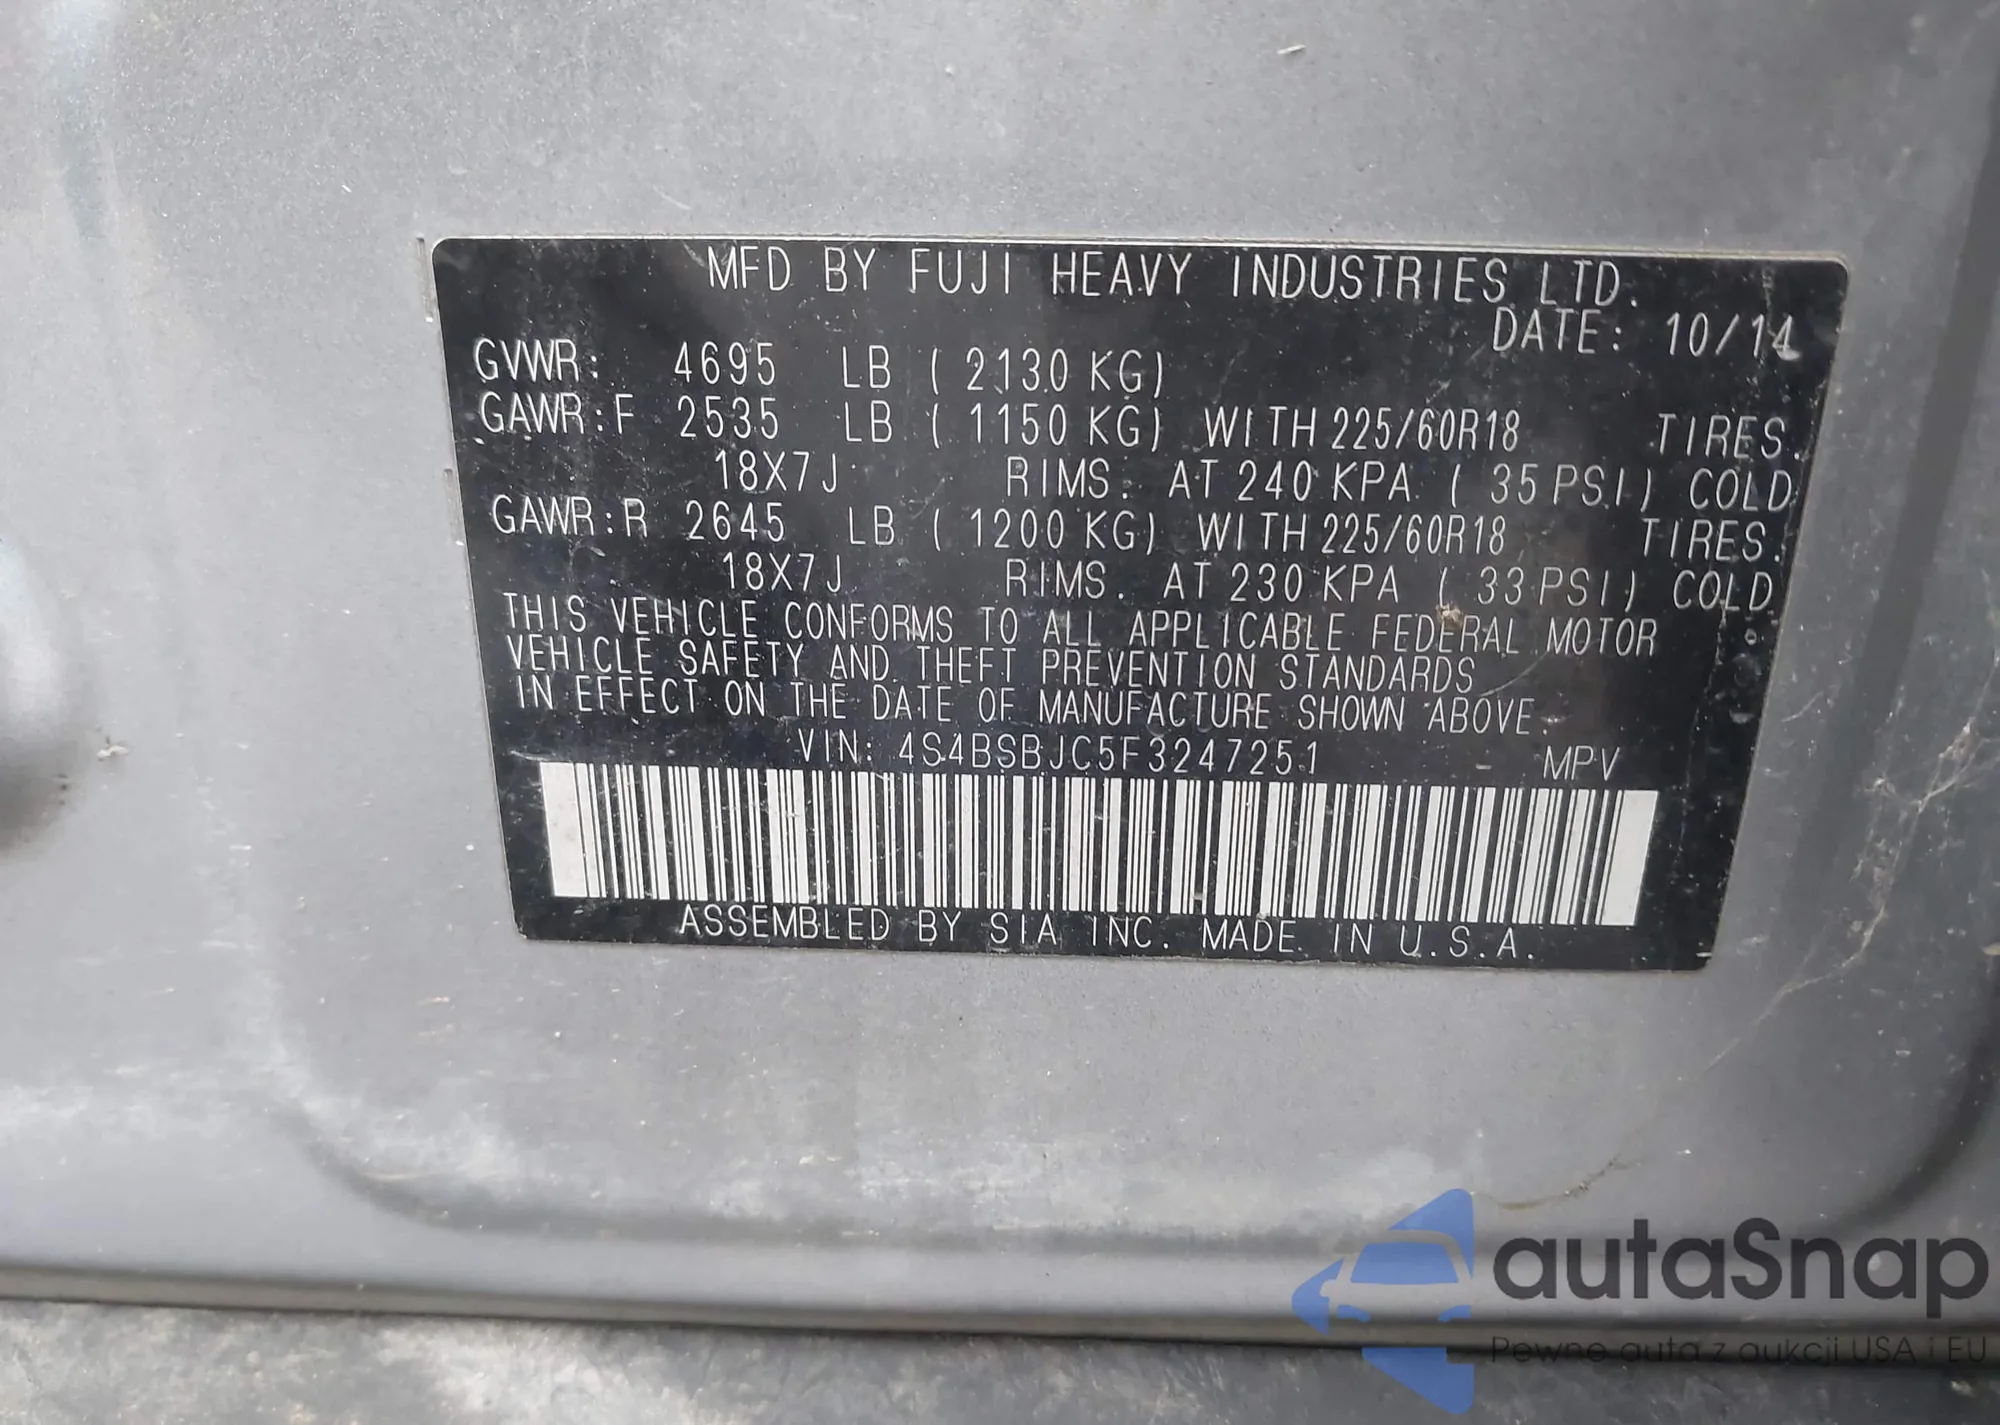 MFD BY FUJI HEAVY INDUSTRIES LTD.
DATE: 10/14
GVWR: 4695 LB (2130 KG)
GAWR:F 2535 LB (1150 KG) WITH 225/60R18 TIRES.
18X7J RIMS. AT 240 KPA (35 PSI) COLD
GAWR:R 2645 LB (1200 KG) WITH 225/60R18 TIRES.
18X7J RIMS. AT 230 KPA (33 PSI) COLD.
THIS VEHICLE CONFORMS TO ALL APPLICABLE FEDERAL MOTOR
VEHICLE SAFETY AND THEFT PREVENTION STANDARDS
IN EFFECT ON THE DATE OF MANUFACTURE SHOWN ABOVE.
VIN: 4S4BSBJC5F3247251 MPV
ASSEMBLED BY SIA INC. MADE IN U.S.A.
autaSnap
Pewne auta z aukcji USA i EU